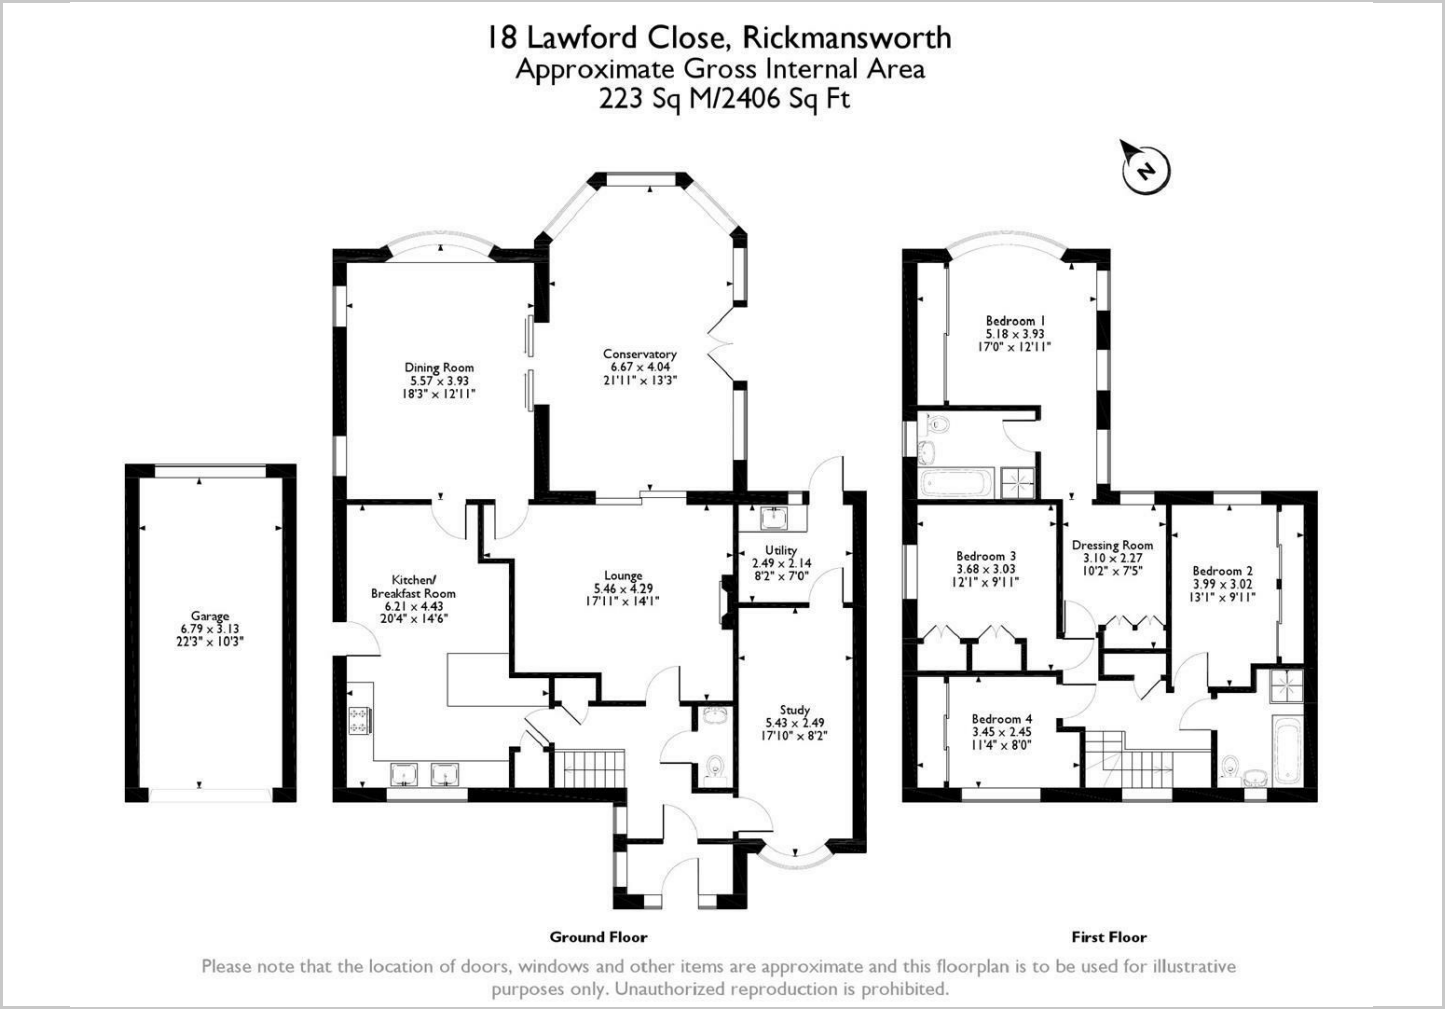 18 Lawford Close, Rickmansworth
Approximate Gross Internal Area
223 Sq M/2406 Sq Ft
N
Conservatory
6.67 x 4.04
21'11" x 13'3"
Dining Room
5.57 x 3.93
18'3" x 12'11"
Bedroom 1
5.18 x 3.93
17'0" x 12'11"
Garage
6.79 x 3.13
22'3" x 10'3"
Kitchen/
Breakfast Room
6.21 x 4.43
20'4" x 14'6"
Lounge
5.46 x 4.29
17'11" x 14'1"
Utility
2.49 x 2.14
8'2" x 7'0"
Study
5.43 x 2.49
17'10" x 8'2"
Bedroom 3
3.68 x 3.03
12'1" x 9'11"
Dressing Room
3.10 x 2.27
10'2" x 7'5"
Bedroom 2
3.99 x 3.02
13'1" x 9'11"
Bedroom 4
3.45 x 2.45
11'4" x 8'0"
Ground Floor
First Floor
Please note that the location of doors, windows and other items are approximate and this floorplan is to be used for illustrative
purposes only. Unauthorized reproduction is prohibited.